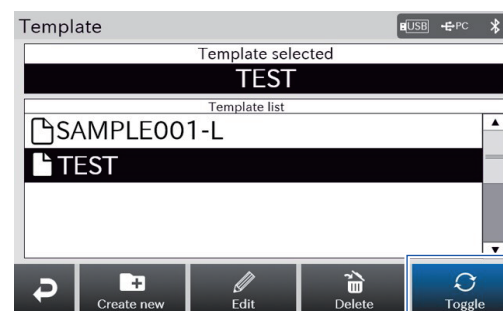 Template
USB PC
Template selected
TEST
Template list
SAMPLE001-L
TEST
Create new
Edit
Delete
Toggle